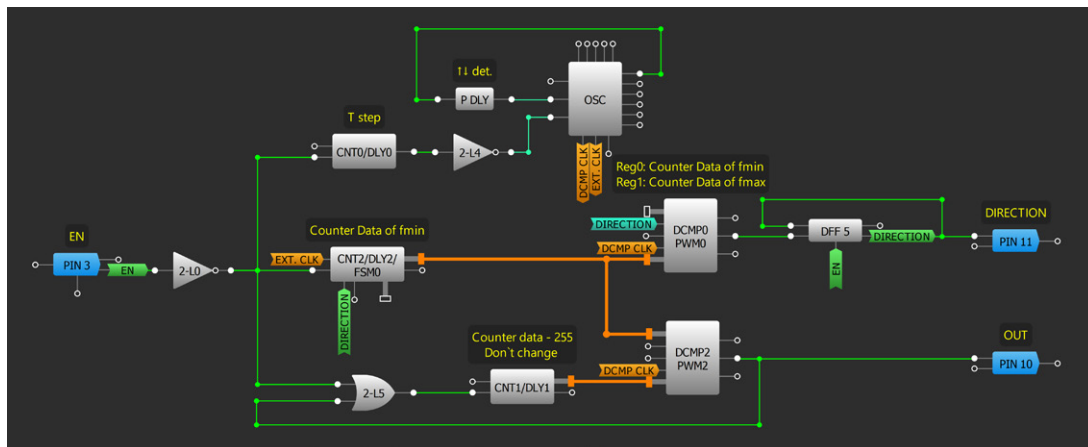 ↑↓ det.
P DLY
OSC
T step
CNT0/DLY0
2-L4
DCMP CLK
EXT. CLK
Reg0: Counter Data of fmin
Reg1: Counter Data of fmax
DIRECTION
DCMP0
PWM0
DCMP CLK
DFF 5
DIRECTION
EN
DIRECTION
PIN 11
EN
PIN 3
EN
2-L0
Counter Data of fmin
EXT. CLK
CNT2/DLY2/
FSM0
DIRECTION
Counter data - 255
Don`t change
2-L5
CNT1/DLY1
DCMP CLK
DCMP2
PWM2
OUT
PIN 10